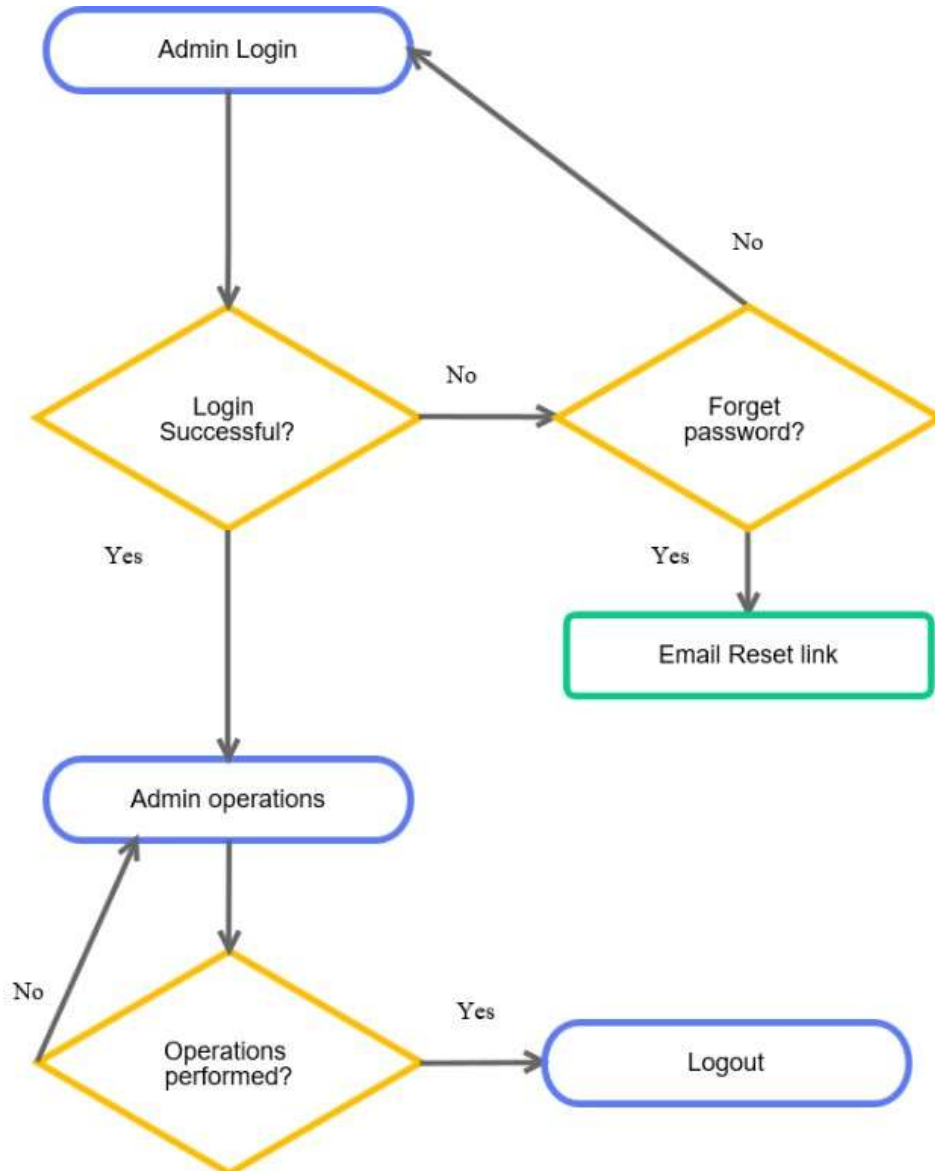 Admin Login
No
No
Login
Successful?
Forget
password?
Yes
Yes
Email Reset link
Admin operations
No
Yes
Operations
performed?
Logout